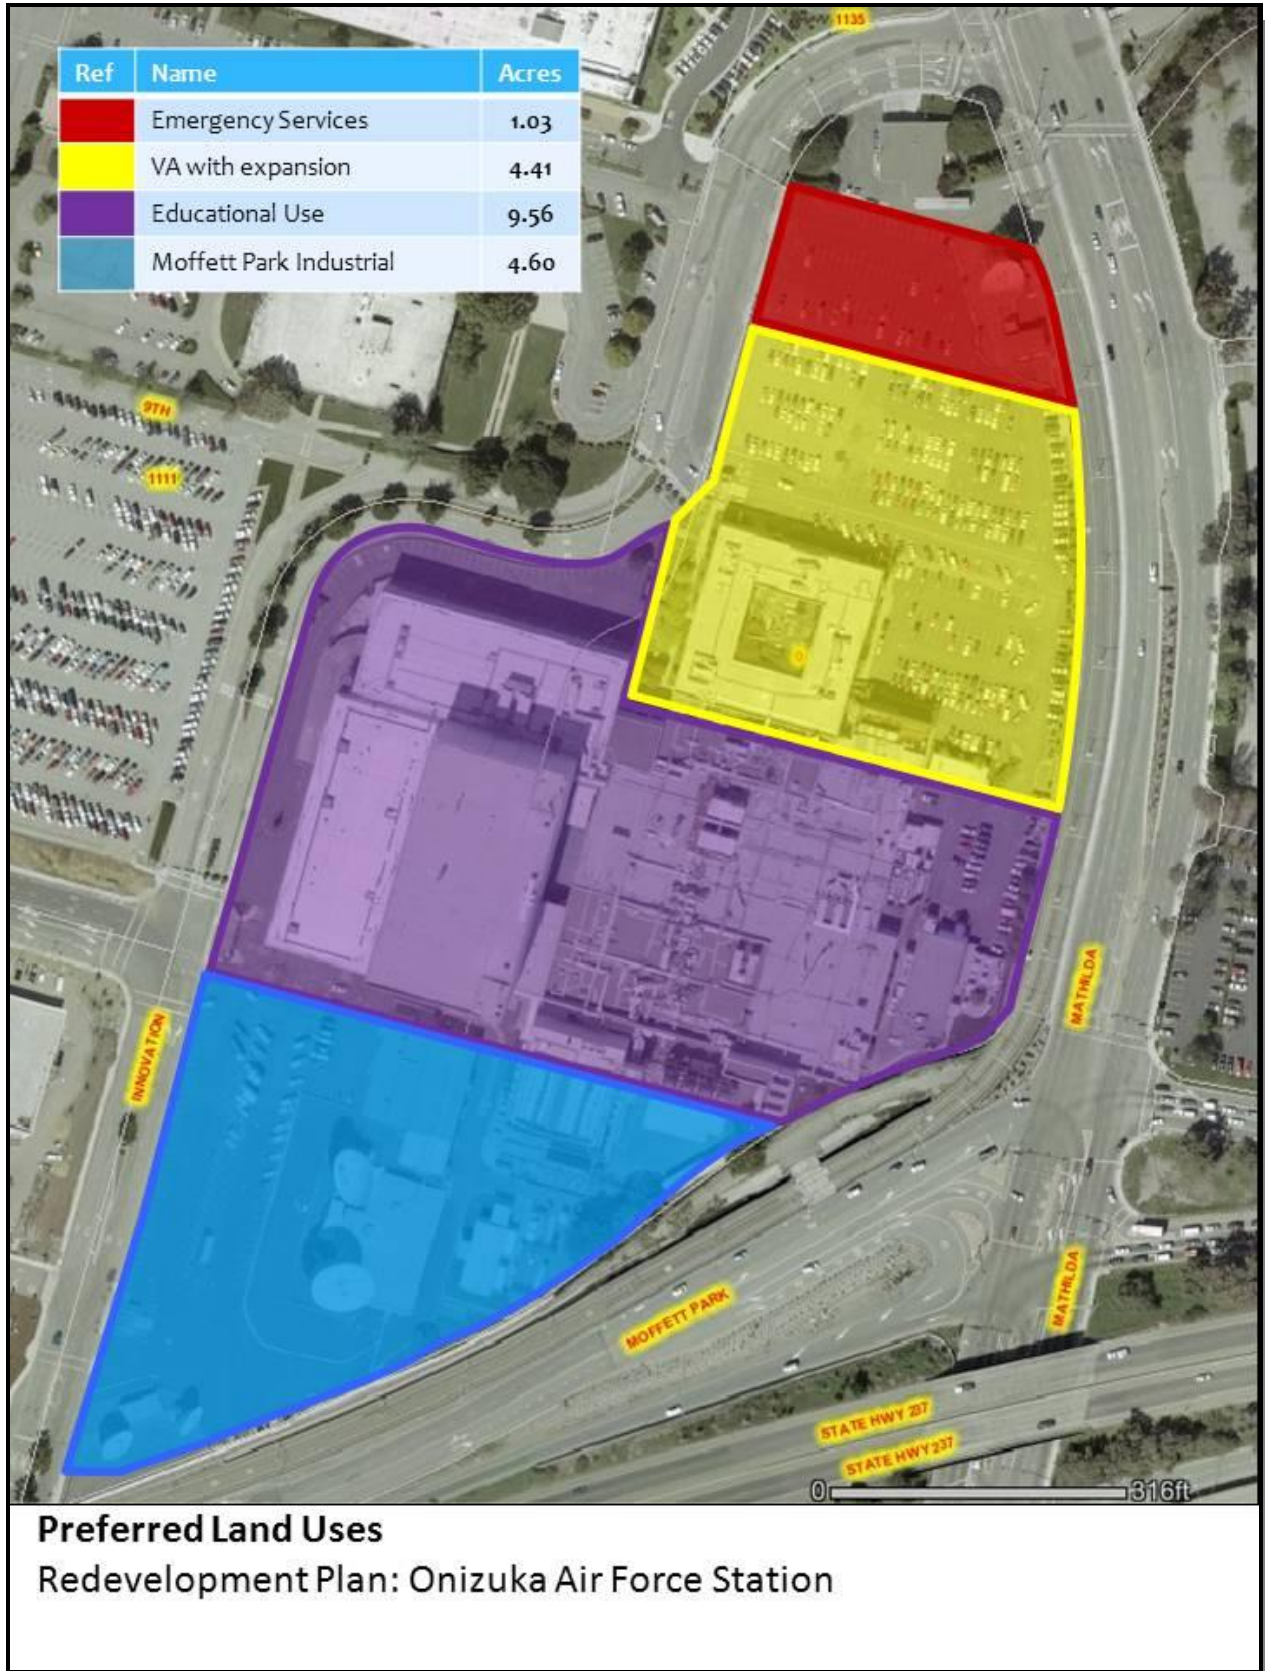 1135
Ref Name Acres
Emergency Services 1.03
VA with expansion 4.41
Educational Use 9.56
Moffett Park Industrial 4.60
9TH
1111
0
MATHILDA
INNOVATION
MATHILDA
MOFFETT PARK
STATE HWY 237
STATE HWY 237
0 316ft
Preferred Land Uses
Redevelopment Plan: Onizuka Air Force Station